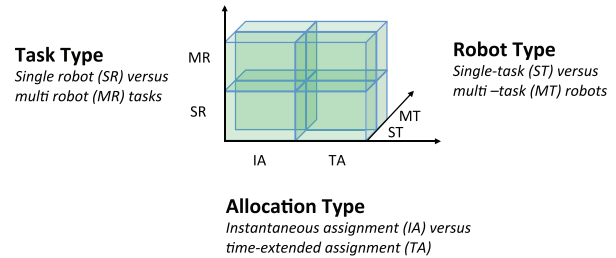 Task Type
Single robot (SR) versus
multi robot (MR) tasks
MR
SR
IA
TA
ST
MT
Robot Type
Single-task (ST) versus
multi –task (MT) robots
Allocation Type
Instantaneous assignment (IA) versus
time-extended assignment (TA)